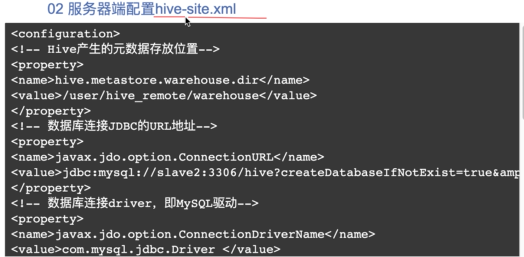 02 服务器端配置hive-site.xml
<configuration>
<!-- Hive产生的元数据存放位置-->
<property>
<name>hive.metastore.warehouse.dir</name>
<value>/user/hive_remote/warehouse</value>
</property>
<!-- 数据库连接JDBC的URL地址-->
<property>
<name>javax.jdo.option.ConnectionURL</name>
<value>jdbc:mysql://slave2:3306/hive?createDatabaseIfNotExist=true&amp
</property>
<!-- 数据库连接driver，即MySQL驱动-->
<property>
<name>javax.jdo.option.ConnectionDriverName</name>
<value>com.mysql.jdbc.Driver </value>